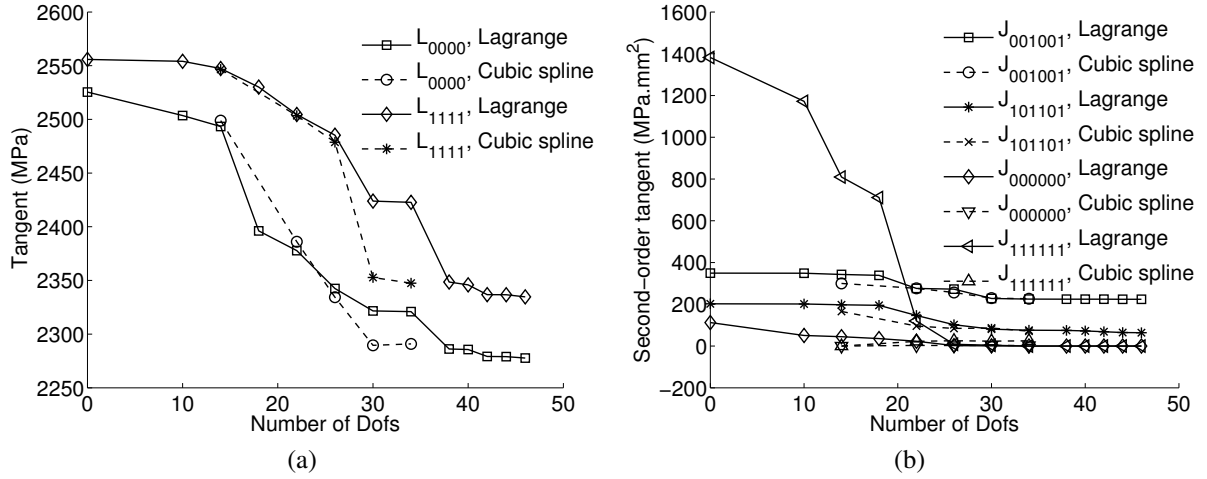 2600
2550
2500
2450
2400
2350
2300
2250
Tangent (MPa)
0 10 20 30 40 50
Number of Dofs
L0000, Lagrange
L0000, Cubic spline
L1111, Lagrange
L1111, Cubic spline
(a)
1600
1400
1200
1000
800
600
400
200
0
−200
Second−order tangent (MPa.mm²)
0 10 20 30 40 50
Number of Dofs
J001001, Lagrange
J001001, Cubic spline
J101101, Lagrange
J101101, Cubic spline
J000000, Lagrange
J000000, Cubic spline
J111111, Lagrange
J111111, Cubic spline
(b)